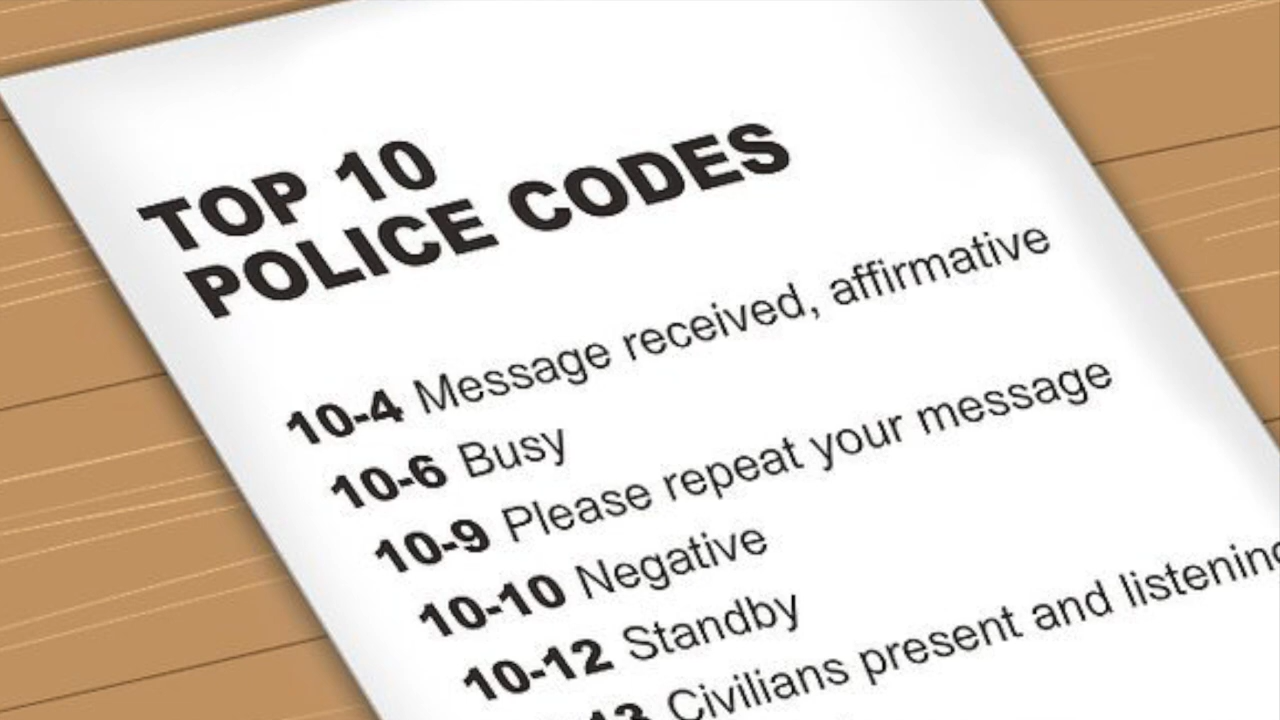 TOP 10
POLICE CODES
10-4 Message received, affirmative
10-6 Busy
10-9 Please repeat your message
10-10 Negative
10-12 Standby
Civilians present and listening